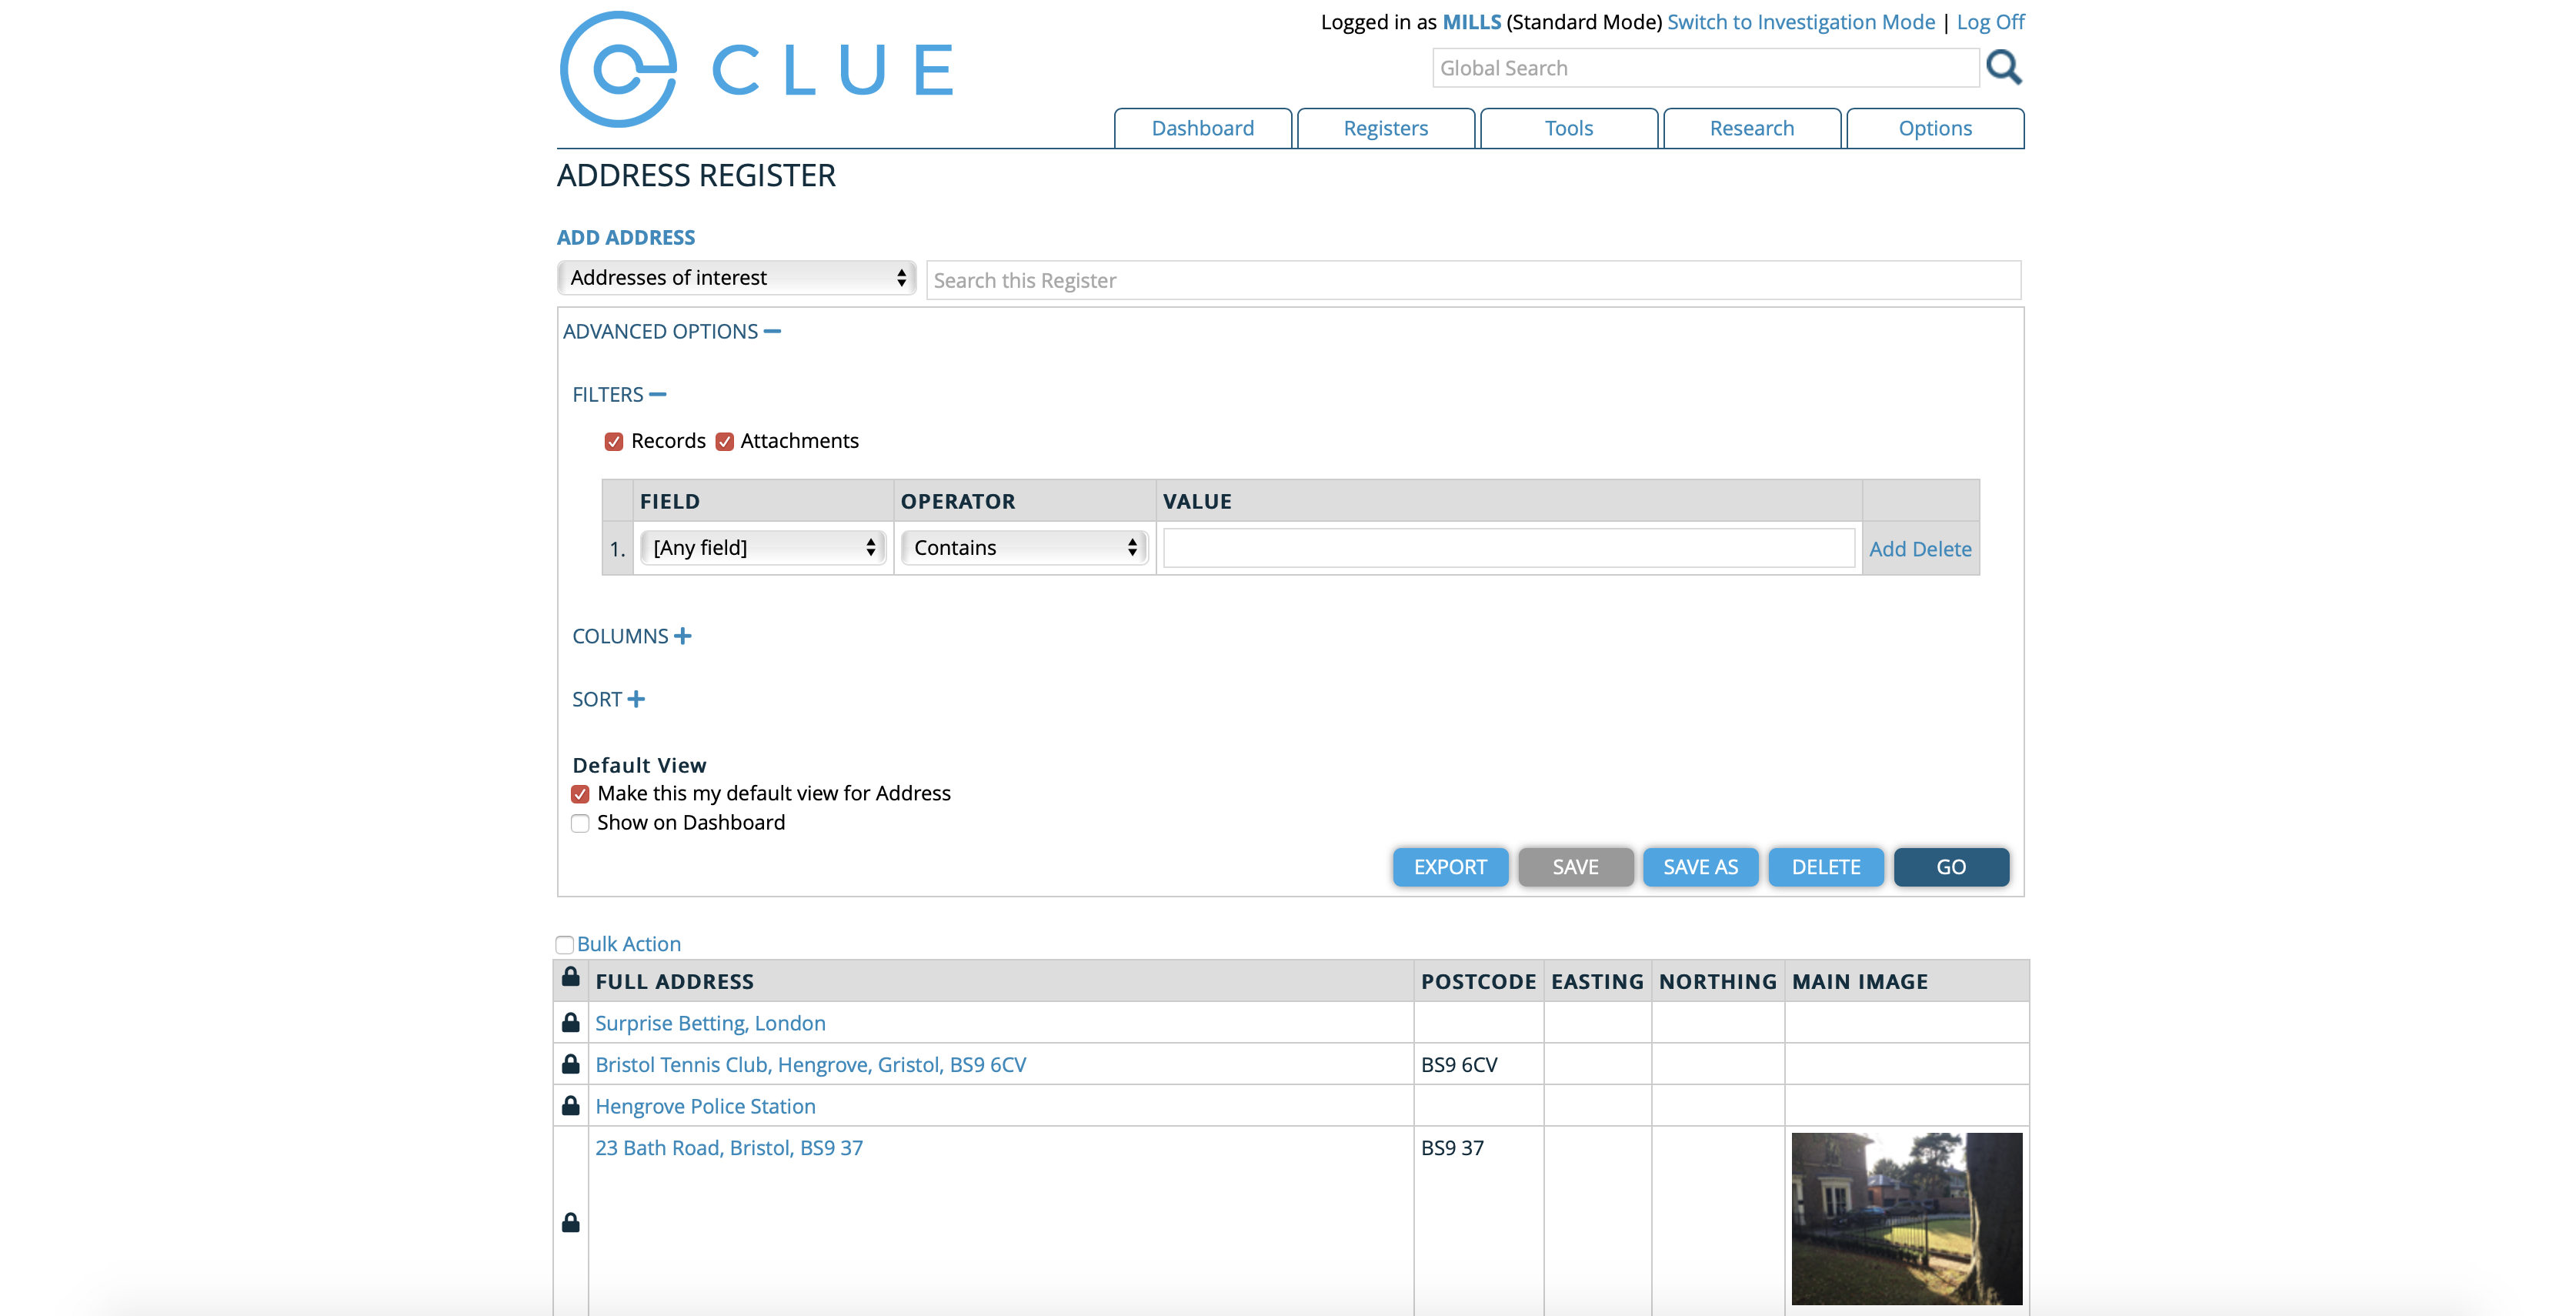 CLUE
Logged in as MILLS (Standard Mode) Switch to Investigation Mode | Log Off
Global Search
Dashboard Registers Tools Research Options
ADDRESS REGISTER
ADD ADDRESS
Addresses of interest Search this Register
ADVANCED OPTIONS
FILTERS
Records Attachments
FIELD OPERATOR VALUE
1. [Any field] Contains Add Delete
COLUMNS
SORT
Default View
Make this my default view for Address
Show on Dashboard
EXPORT SAVE SAVE AS DELETE GO
Bulk Action
FULL ADDRESS POSTCODE EASTING NORTHING MAIN IMAGE
Surprise Betting, London
Bristol Tennis Club, Hengrove, Gristol, BS9 6CV BS9 6CV
Hengrove Police Station
23 Bath Road, Bristol, BS9 37 BS9 37